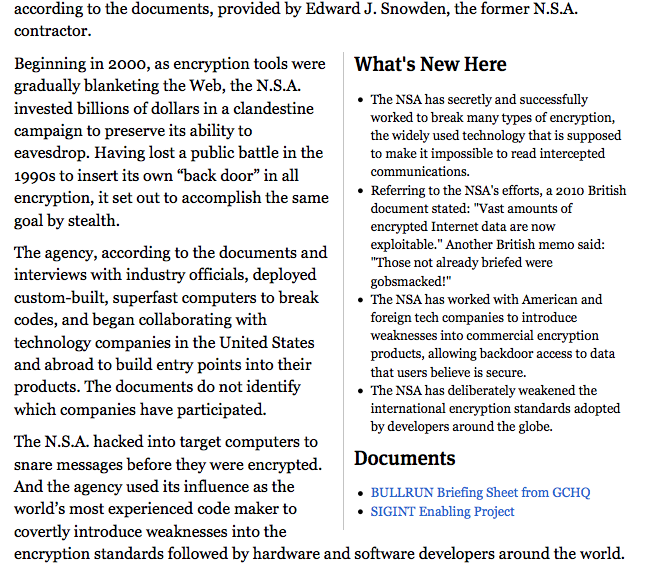 according to the documents, provided by Edward J. Snowden, the former N.S.A.
contractor.
Beginning in 2000, as encryption tools were
gradually blanketing the Web, the N.S.A.
invested billions of dollars in a clandestine
campaign to preserve its ability to
eavesdrop. Having lost a public battle in the
1990s to insert its own “back door” in all
encryption, it set out to accomplish the same
goal by stealth.
The agency, according to the documents and
interviews with industry officials, deployed
custom-built, superfast computers to break
codes, and began collaborating with
technology companies in the United States
and abroad to build entry points into their
products. The documents do not identify
which companies have participated.
The N.S.A. hacked into target computers to
snare messages before they were encrypted.
And the agency used its influence as the
world’s most experienced code maker to
covertly introduce weaknesses into the
encryption standards followed by hardware and software developers around the world.
What's New Here
• The NSA has secretly and successfully
worked to break many types of encryption,
the widely used technology that is supposed
to make it impossible to read intercepted
communications.
• Referring to the NSA's efforts, a 2010 British
document stated: "Vast amounts of
encrypted Internet data are now
exploitable." Another British memo said:
"Those not already briefed were
gobsmacked!"
• The NSA has worked with American and
foreign tech companies to introduce
weaknesses into commercial encryption
products, allowing backdoor access to data
that users believe is secure.
• The NSA has deliberately weakened the
international encryption standards adopted
by developers around the globe.
Documents
• BULLRUN Briefing Sheet from GCHQ
• SIGINT Enabling Project